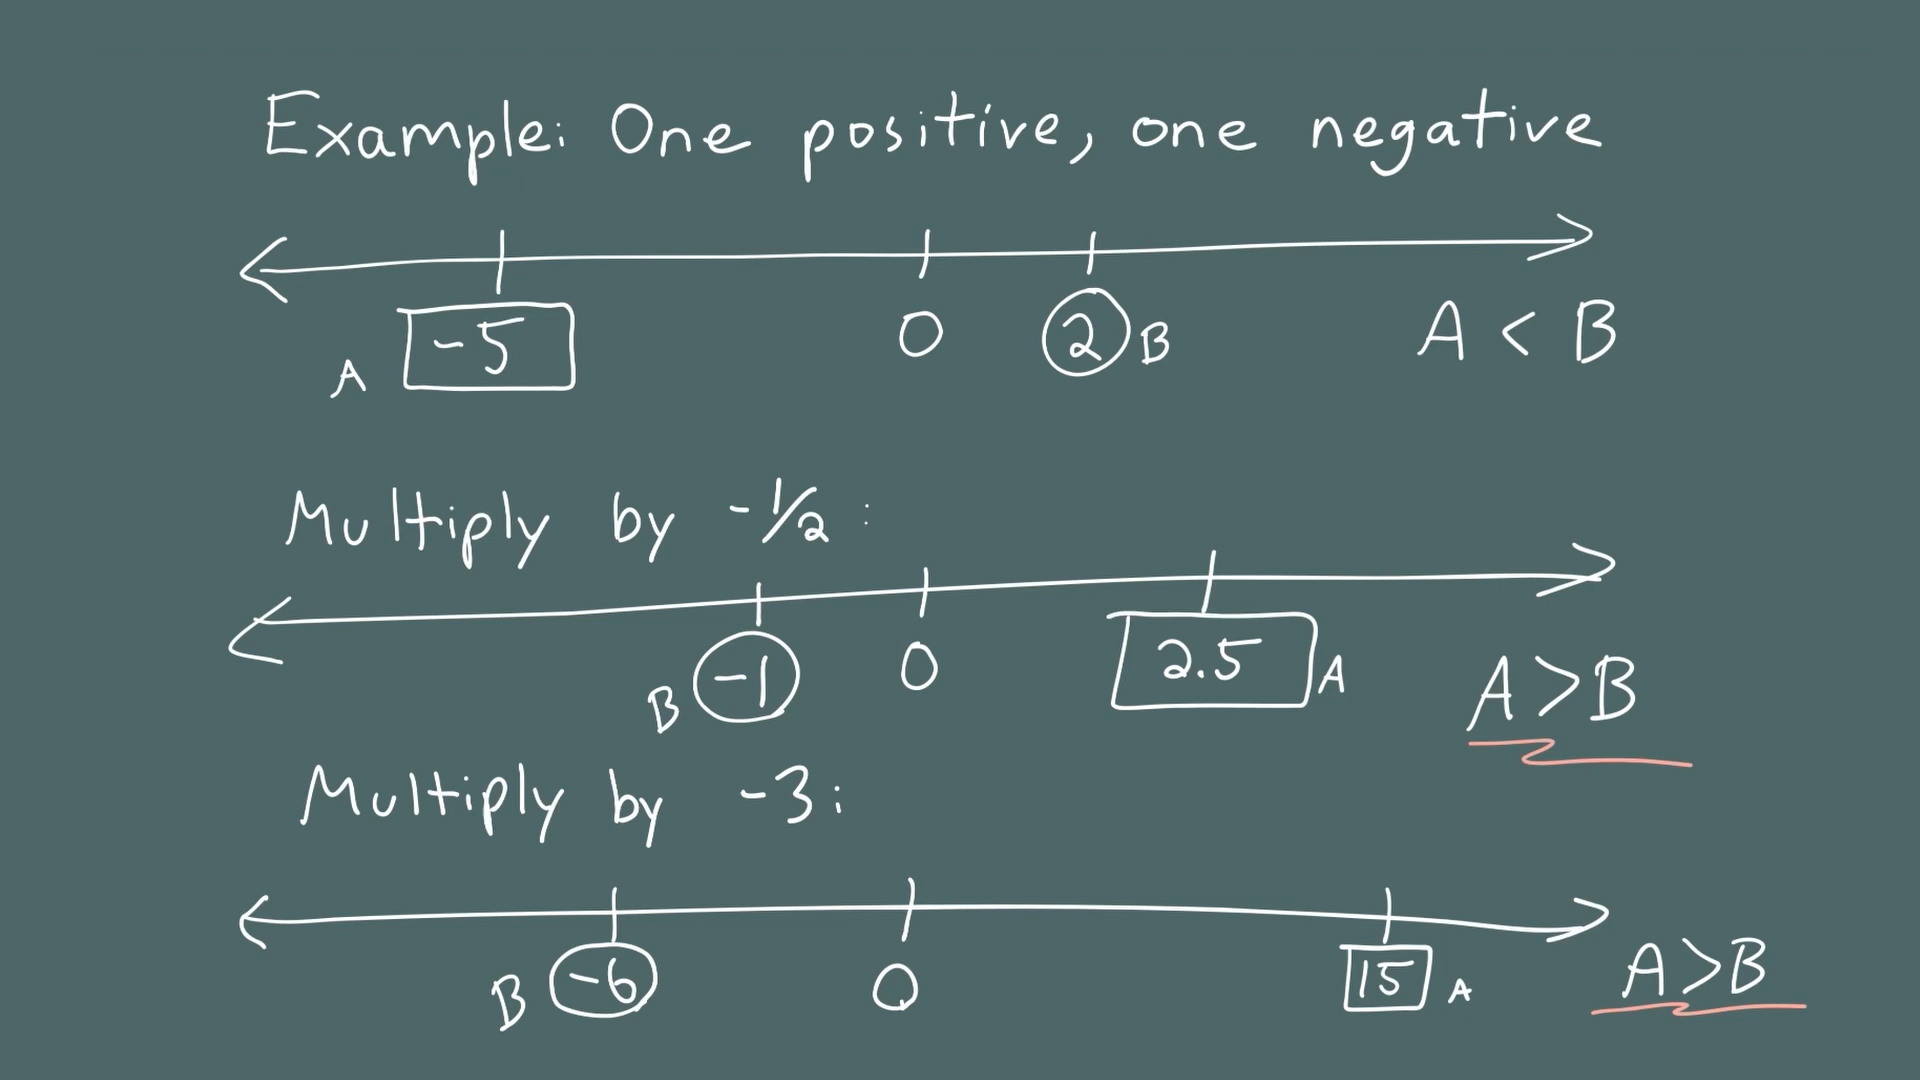 Example: One positive, one negative
A -5 0 2 B A < B
Multiply by -1/2:
B -1 0 2.5 A A > B
Multiply by -3:
B -6 0 15 A A > B